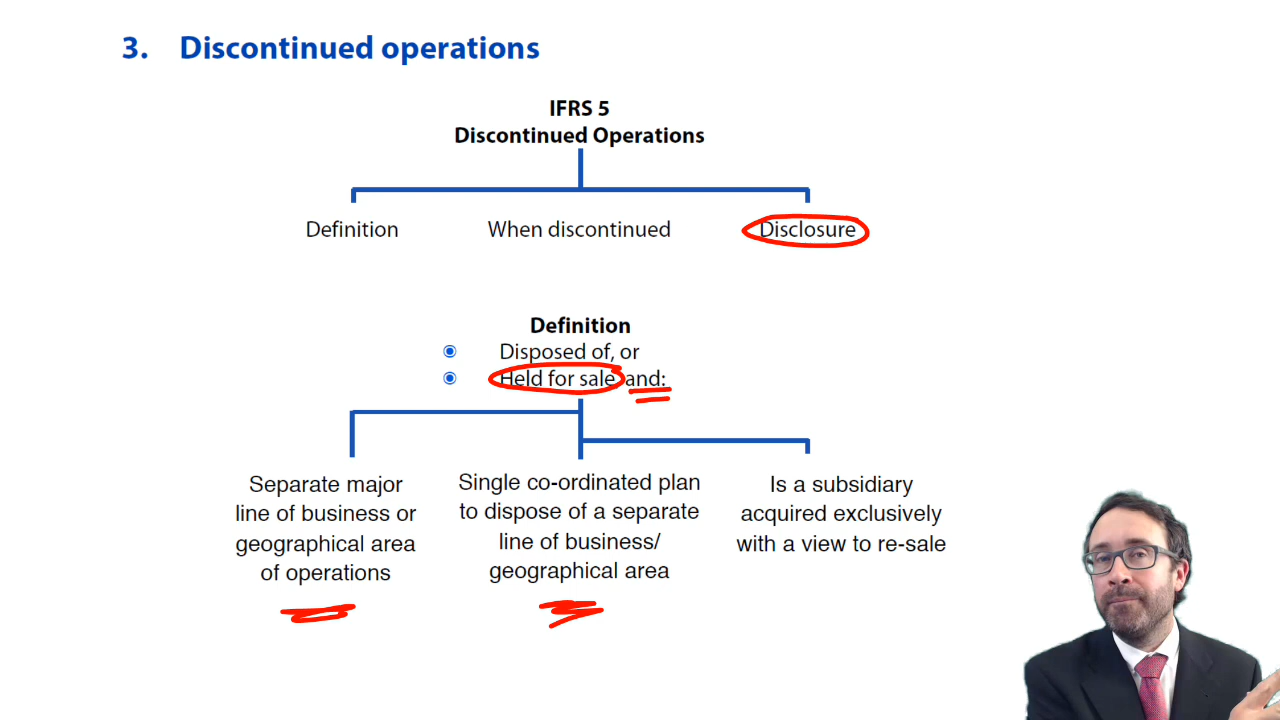 3. Discontinued operations
IFRS 5
Discontinued Operations
Definition
When discontinued
Disclosure
Definition
Disposed of, or
Held for sale and:
Separate major
line of business or
geographical area
of operations
Single co-ordinated plan
to dispose of a separate
line of business/
geographical area
Is a subsidiary
acquired exclusively
with a view to re-sale